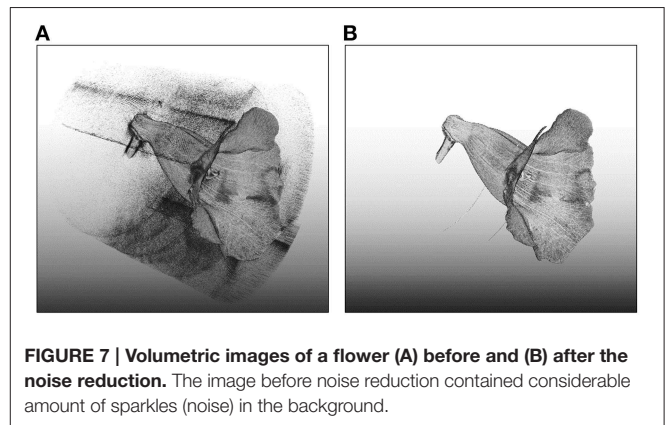 A B
FIGURE 7 | Volumetric images of a flower (A) before and (B) after the
noise reduction. The image before noise reduction contained considerable
amount of sparkles (noise) in the background.